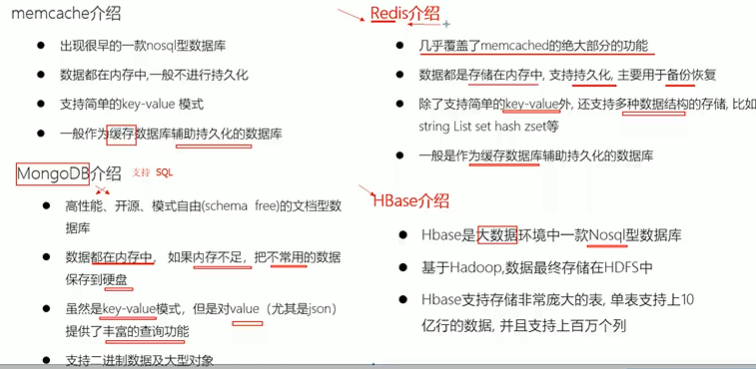 memcache介绍
● 出现很早的一款nosql型数据库
● 数据都在内存中,一般不进行持久化
● 支持简单的key-value 模式
● 一般作为缓存数据库辅助持久化的数据库
MongoDB介绍 支持 SQL
● 高性能、开源、模式自由(schema free)的文档型数
据库
● 数据都在内存中， 如果内存不足，把不常用的数据
保存到硬盘
● 虽然是key-value模式，但是对value（尤其是json）
提供了丰富的查询功能
● 支持二进制数据及大型对象
Redis介绍
● 几乎覆盖了memcached的绝大部分的功能
● 数据都是存储在内存中, 支持持久化, 主要用于备份恢复
● 除了支持简单的key-value外, 还支持多种数据结构的存储, 比如
string List set hash zset等
● 一般是作为缓存数据库辅助持久化的数据库
HBase介绍
● Hbase是大数据环境中一款Nosql型数据库
● 基于Hadoop,数据最终存储在HDFS中
● Hbase支持存储非常庞大的表, 单表支持上10
亿行的数据, 并且支持上百万个列